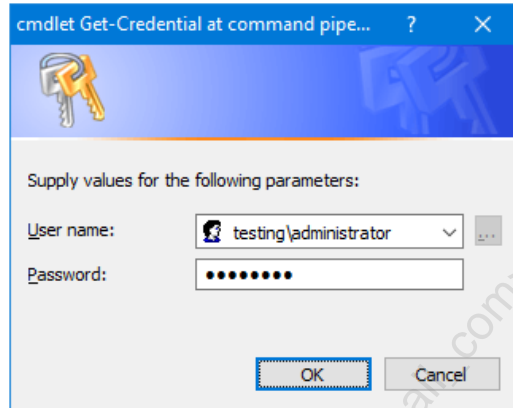 cmdlet Get-Credential at command pipe... ?
Supply values for the following parameters:
User name: testing\administrator ...
Password: ●●●●●●●●
OK Cancel